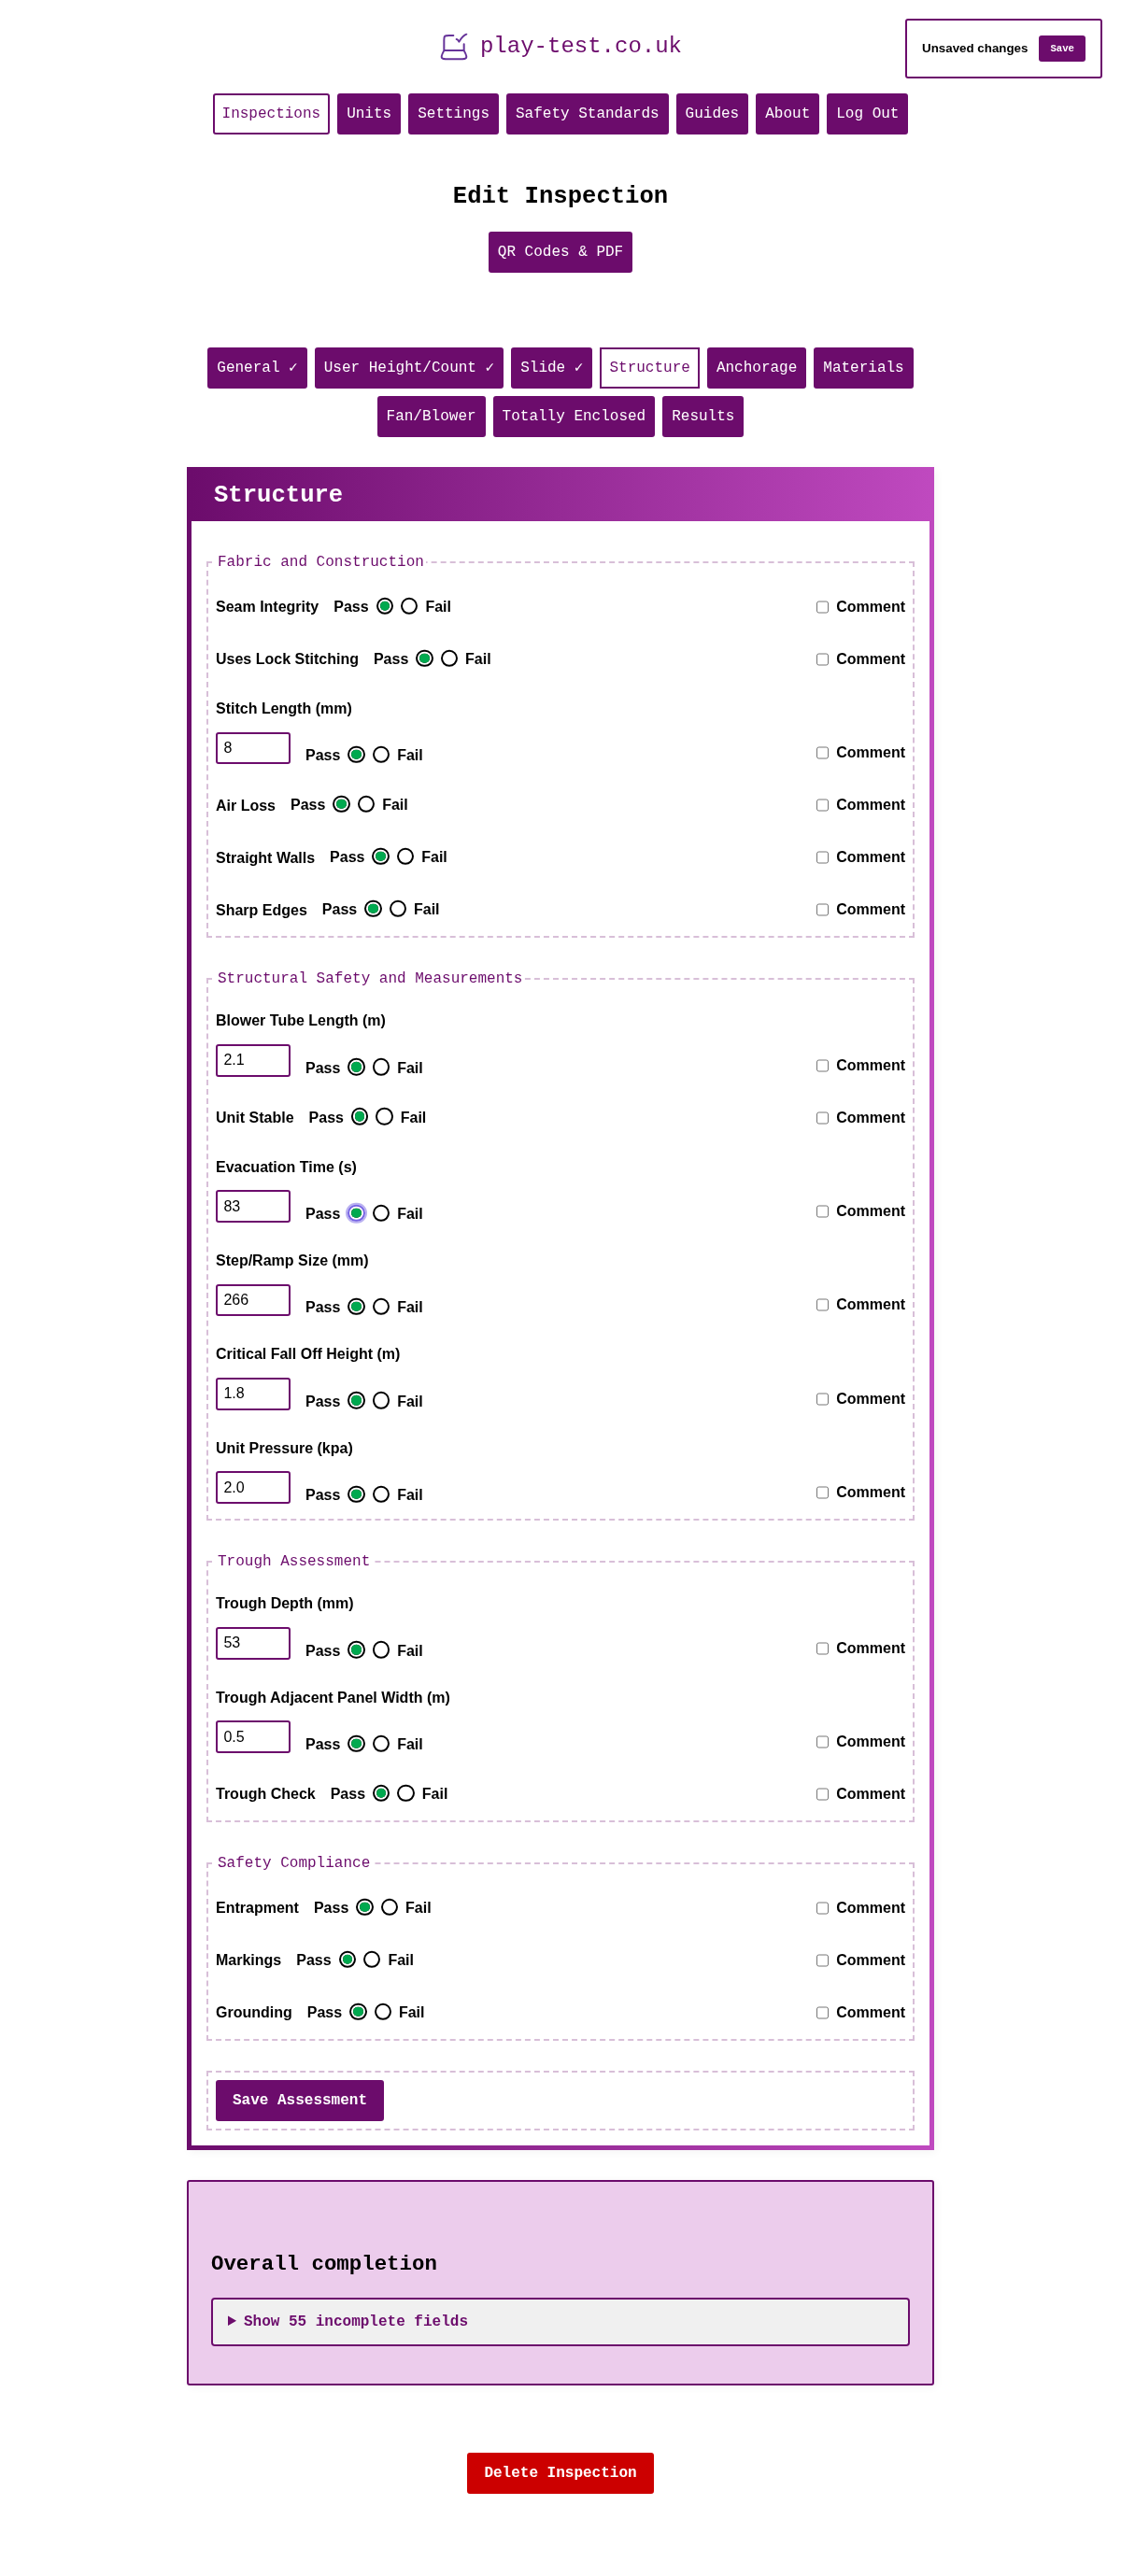 play-test.co.uk
Unsaved changes Save
Inspections Units Settings Safety Standards Guides About Log Out
Edit Inspection
QR Codes & PDF
General ✓ User Height/Count ✓ Slide ✓ Structure Anchorage Materials
Fan/Blower Totally Enclosed Results
Structure
Fabric and Construction
Seam Integrity Pass Fail Comment
Uses Lock Stitching Pass Fail Comment
Stitch Length (mm)
8 Pass Fail Comment
Air Loss Pass Fail Comment
Straight Walls Pass Fail Comment
Sharp Edges Pass Fail Comment
Structural Safety and Measurements
Blower Tube Length (m)
2.1 Pass Fail Comment
Unit Stable Pass Fail Comment
Evacuation Time (s)
83 Pass Fail Comment
Step/Ramp Size (mm)
266 Pass Fail Comment
Critical Fall Off Height (m)
1.8 Pass Fail Comment
Unit Pressure (kpa)
2.0 Pass Fail Comment
Trough Assessment
Trough Depth (mm)
53 Pass Fail Comment
Trough Adjacent Panel Width (m)
0.5 Pass Fail Comment
Trough Check Pass Fail Comment
Safety Compliance
Entrapment Pass Fail Comment
Markings Pass Fail Comment
Grounding Pass Fail Comment
Save Assessment
Overall completion
▶ Show 55 incomplete fields
Delete Inspection